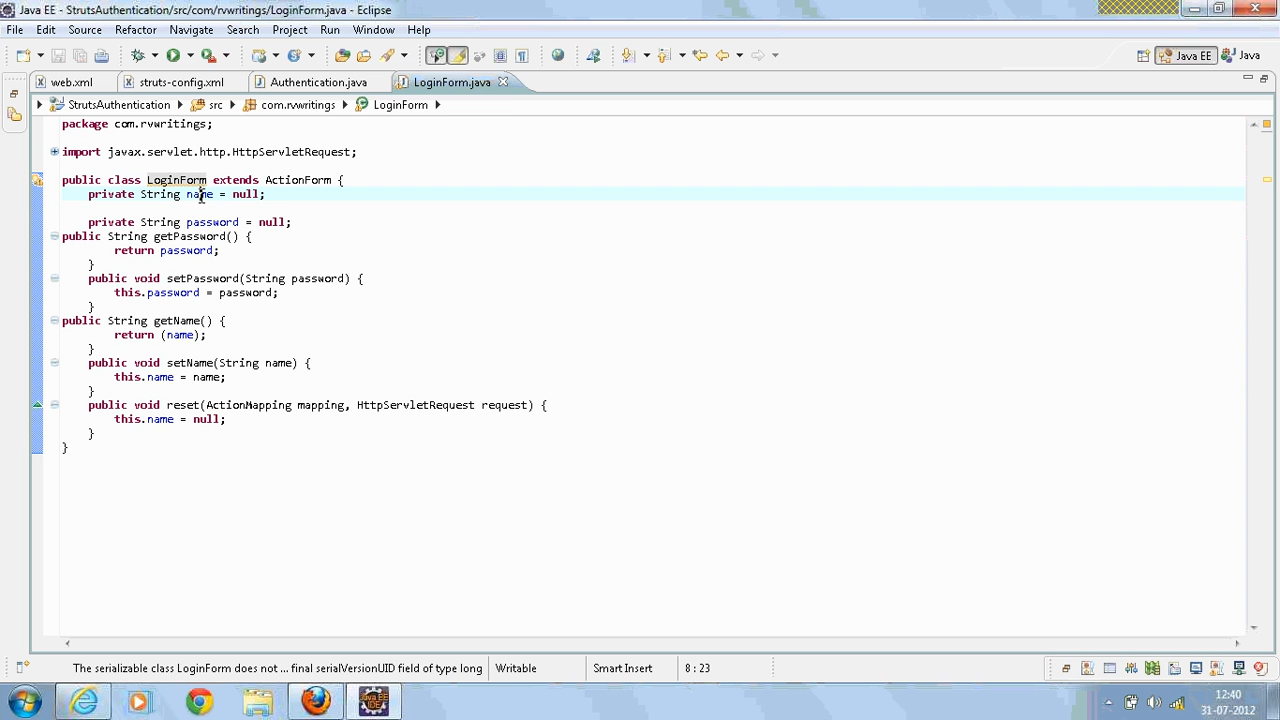 Java EE - StrutsAuthentication/src/com/rvwritings/LoginForm.java - Eclipse
File Edit Source Refactor Navigate Search Project Run Window Help
Java EE Java
web.xml struts-config.xml Authentication.java LoginForm.java
StrutsAuthentication src com.rvwritings LoginForm
package com.rvwritings;
import javax.servlet.http.HttpServletRequest;
public class LoginForm extends ActionForm {
private String name = null;
private String password = null;
public String getPassword() {
return password;
}
public void setPassword(String password) {
this.password = password;
}
public String getName() {
return (name);
}
public void setName(String name) {
this.name = name;
}
public void reset(ActionMapping mapping, HttpServletRequest request) {
this.name = null;
}
}
The serializable class LoginForm does not ... final serialVersionUID field of type long Writable Smart Insert 8 : 23
Java EE IDE
12:40
31-07-2012